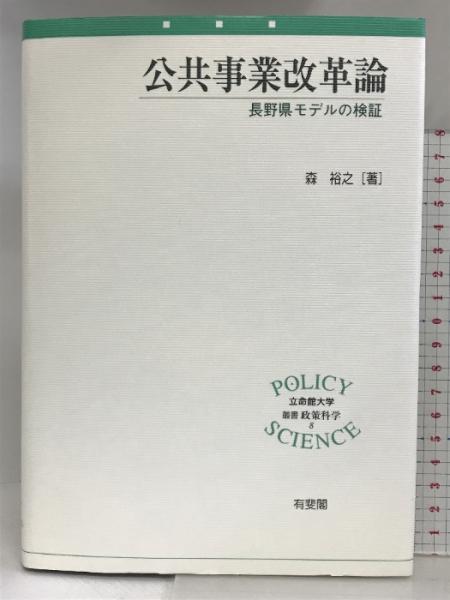 公共事業改革論
長野県モデルの検証
森 裕之[著]
POLICY
立命館大学
叢書 政策科学
8
SCIENCE
有斐閣